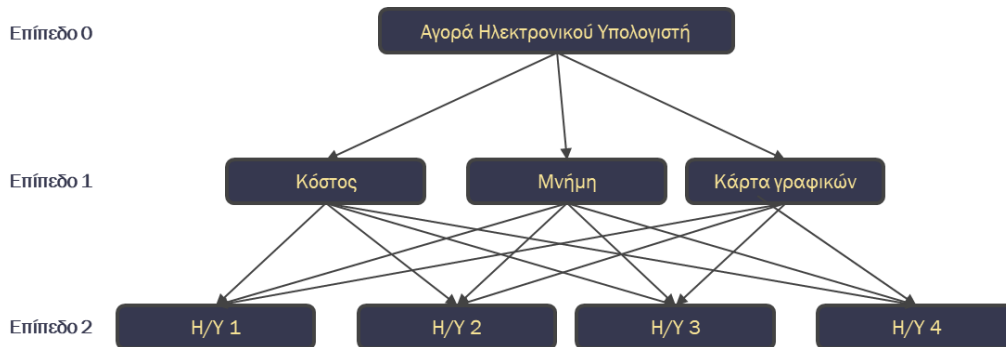 Επίπεδο 0
Αγορά Ηλεκτρονικού Υπολογιστή
Επίπεδο 1
Κόστος
Μνήμη
Κάρτα γραφικών
Επίπεδο 2
Η/Υ 1
Η/Υ 2
Η/Υ 3
Η/Υ 4